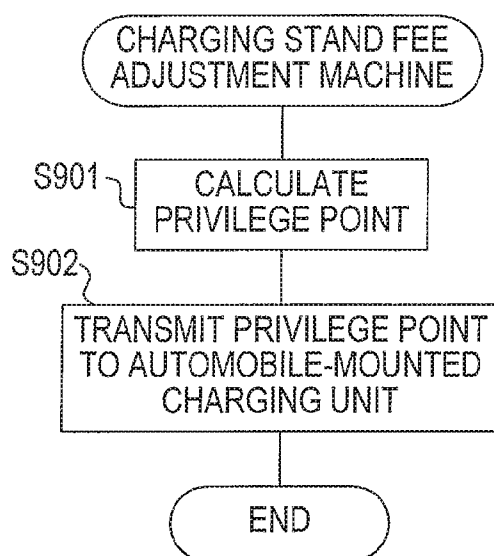 CHARGING STAND FEE
ADJUSTMENT MACHINE
S901
CALCULATE
PRIVILEGE POINT
S902
TRANSMIT PRIVILEGE POINT
TO AUTOMOBILE-MOUNTED
CHARGING UNIT
END